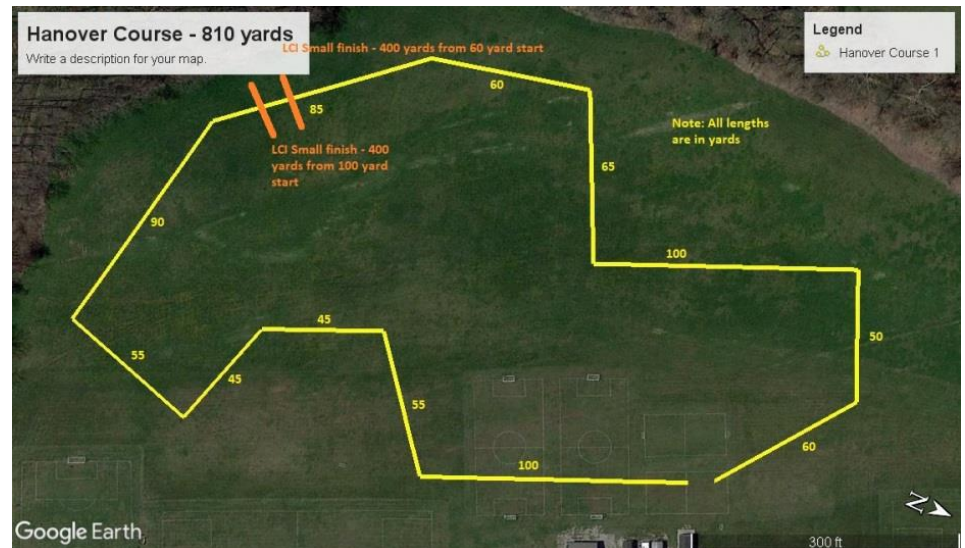 Hanover Course - 810 yards
Write a description for your map.
LCI Small finish - 400 yards from 60 yard start
Legend
Hanover Course 1
60
85
Note: All lengths
are in yards
LCI Small finish - 400
yards from 100 yard
start
65
90
100
45
50
55
45
55
60
100
N
Google Earth
300 ft